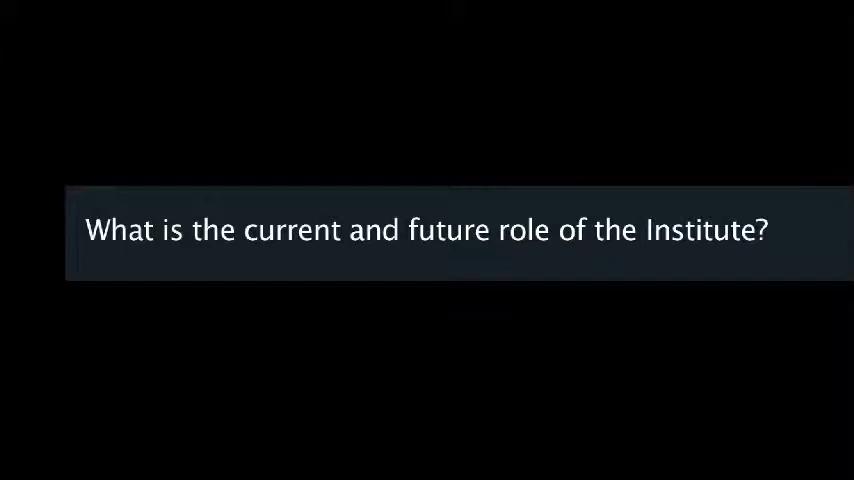 What is the current and future role of the Institute?